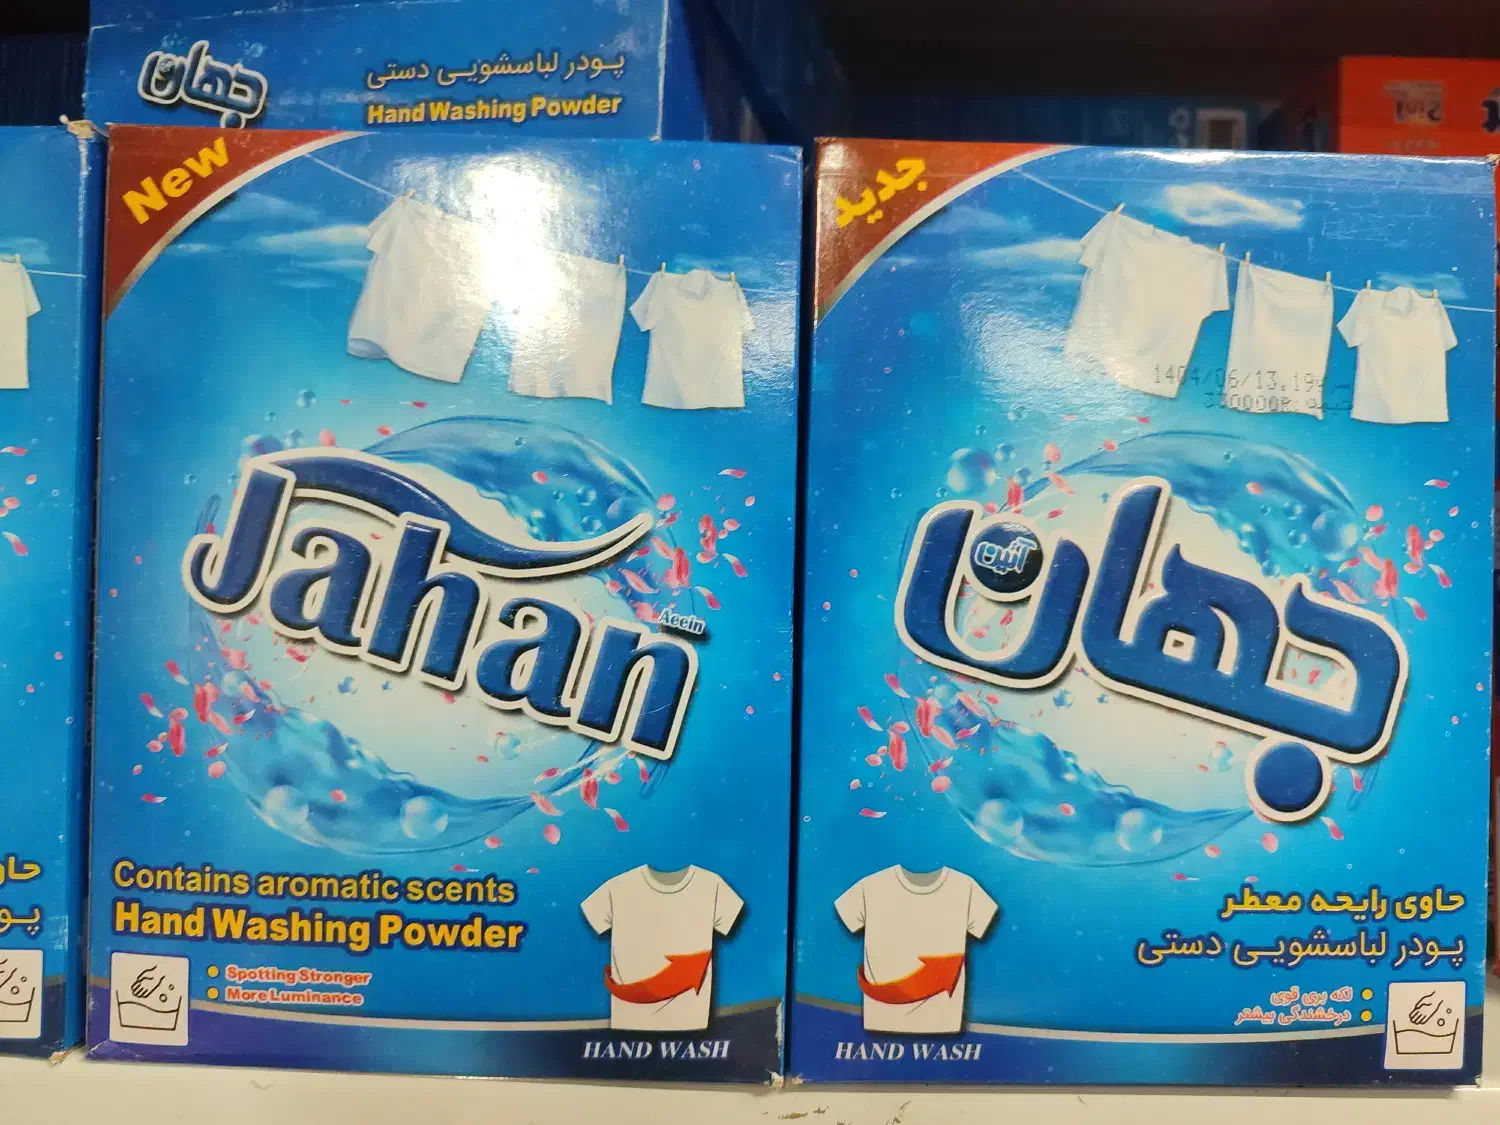 جهان
پودر لباسشویی دستی
Hand Washing Powder
New
Jahan
Aeein
Contains aromatic scents
Hand Washing Powder
Spotting Stronger
More Luminance
HAND WASH
جدید
1404/06/13.19
330000R:
جهان
آئین
حاوی رایحه معطر
پودر لباسشویی دستی
لکه بری قوی
درخشندگی بیشتر
HAND WASH